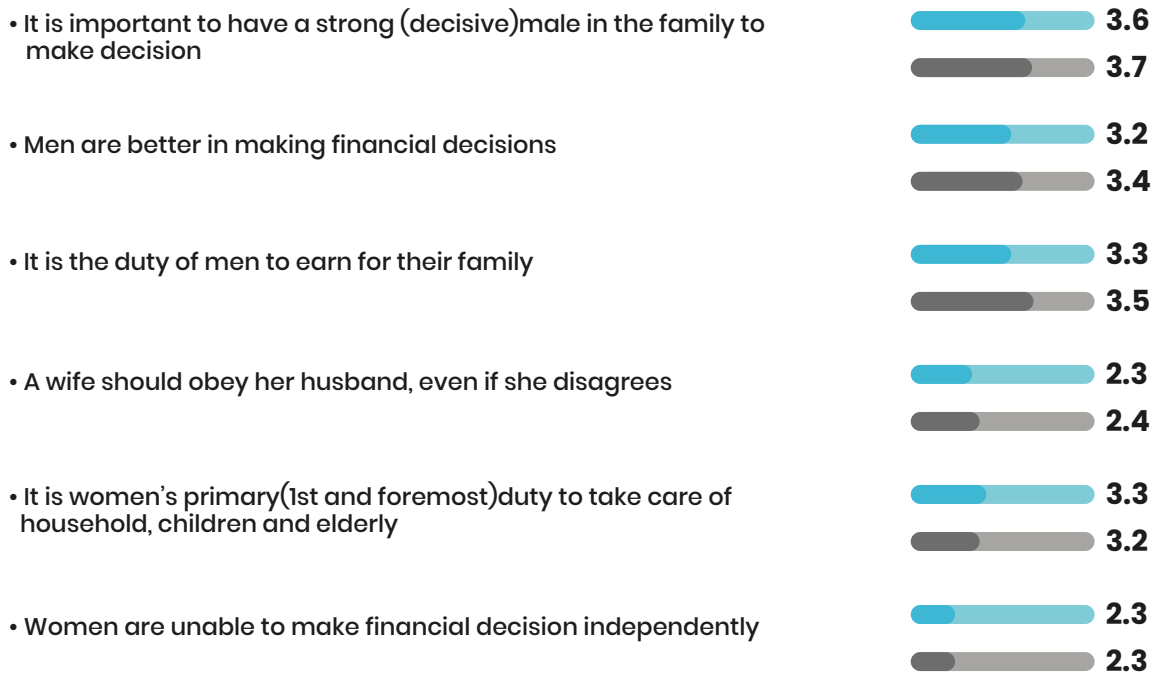 • It is important to have a strong (decisive)male in the family to
make decision
3.6
3.7
• Men are better in making financial decisions
3.2
3.4
• It is the duty of men to earn for their family
3.3
3.5
• A wife should obey her husband, even if she disagrees
2.3
2.4
• It is women’s primary(1st and foremost)duty to take care of
household, children and elderly
3.3
3.2
• Women are unable to make financial decision independently
2.3
2.3